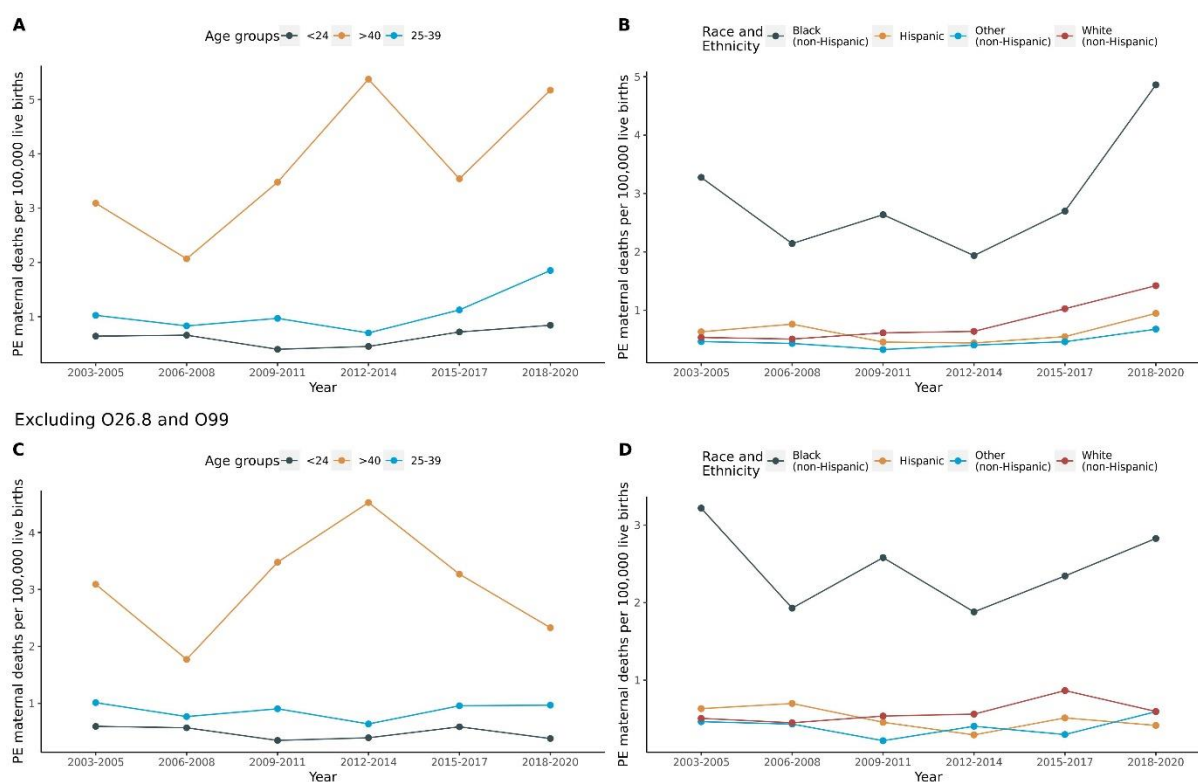 A
Age groups <24 >40 25-39
PE maternal deaths per 100,000 live births
5
4
3
2
1
2003-2005 2006-2008 2009-2011 2012-2014 2015-2017 2018-2020
Year
B
Race and
Ethnicity
Black
(non-Hispanic)
Hispanic
Other
(non-Hispanic)
White
(non-Hispanic)
PE maternal deaths per 100,000 live births
5
4
3
2
1
2003-2005 2006-2008 2009-2011 2012-2014 2015-2017 2018-2020
Year
Excluding O26.8 and O99
C
Age groups <24 >40 25-39
PE maternal deaths per 100,000 live births
4
3
2
1
2003-2005 2006-2008 2009-2011 2012-2014 2015-2017 2018-2020
Year
D
Race and
Ethnicity
Black
(non-Hispanic)
Hispanic
Other
(non-Hispanic)
White
(non-Hispanic)
PE maternal deaths per 100,000 live births
3
2
1
2003-2005 2006-2008 2009-2011 2012-2014 2015-2017 2018-2020
Year